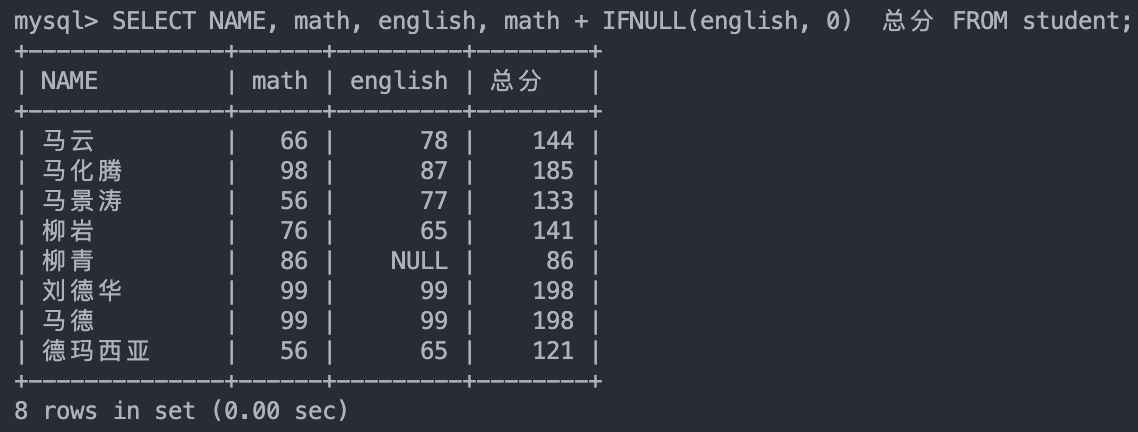 mysql> SELECT NAME, math, english, math + IFNULL(english, 0)  总分 FROM student;
+--------------+------+---------+--------+
| NAME         | math | english | 总分   |
+--------------+------+---------+--------+
| 马云         |   66 |      78 |    144 |
| 马化腾       |   98 |      87 |    185 |
| 马景涛       |   56 |      77 |    133 |
| 柳岩         |   76 |      65 |    141 |
| 柳青         |   86 |    NULL |     86 |
| 刘德华       |   99 |      99 |    198 |
| 马德         |   99 |      99 |    198 |
| 德玛西亚     |   56 |      65 |    121 |
+--------------+------+---------+--------+
8 rows in set (0.00 sec)